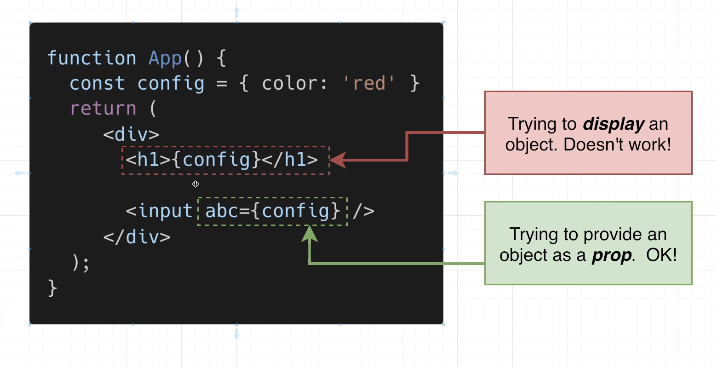 function App() {
const config = { color: 'red' }
return (
<div>
<h1>{config}</h1>
<input abc={config} />
</div>
);
}
Trying to display an
object. Doesn't work!
Trying to provide an
object as a prop. OK!